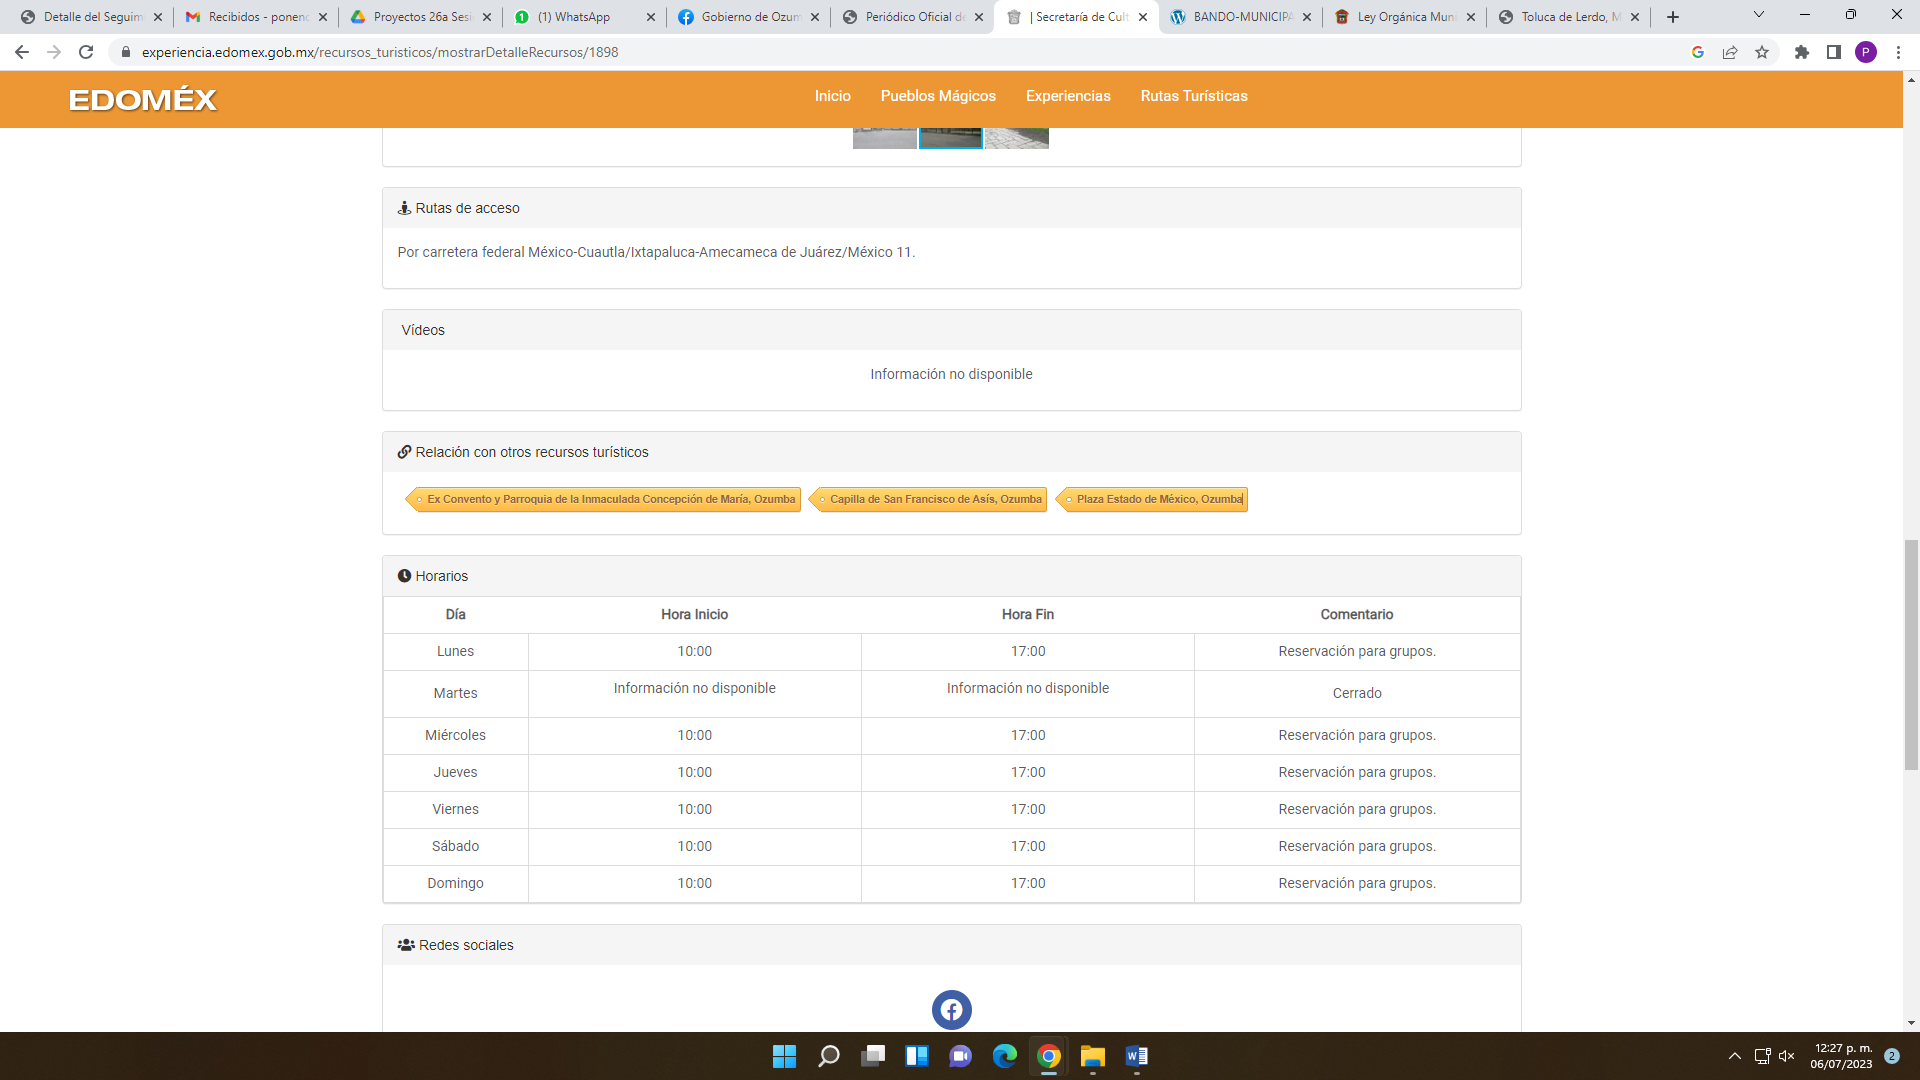 Detalle del Seguim
Recibidos - ponenc
Proyectos 26a Sesi
(1) WhatsApp
Gobierno de Ozum
Periódico Oficial de
| Secretaría de Cult
BANDO-MUNICIPA
Ley Orgánica Muni
Toluca de Lerdo, M
experiencia.edomex.gob.mx/recursos_turisticos/mostrarDetalleRecursos/1898
P
EDOMÉX
Inicio
Pueblos Mágicos
Experiencias
Rutas Turísticas
Rutas de acceso
Por carretera federal México-Cuautla/Ixtapaluca-Amecameca de Juárez/México 11.
Vídeos
Información no disponible
Relación con otros recursos turísticos
Ex Convento y Parroquia de la Inmaculada Concepción de María, Ozumba
Capilla de San Francisco de Asís, Ozumba
Plaza Estado de México, Ozumba
Horarios
Día Hora Inicio Hora Fin Comentario
Lunes 10:00 17:00 Reservación para grupos.
Martes Información no disponible Información no disponible Cerrado
Miércoles 10:00 17:00 Reservación para grupos.
Jueves 10:00 17:00 Reservación para grupos.
Viernes 10:00 17:00 Reservación para grupos.
Sábado 10:00 17:00 Reservación para grupos.
Domingo 10:00 17:00 Reservación para grupos.
Redes sociales
12:27 p. m.
06/07/2023
2